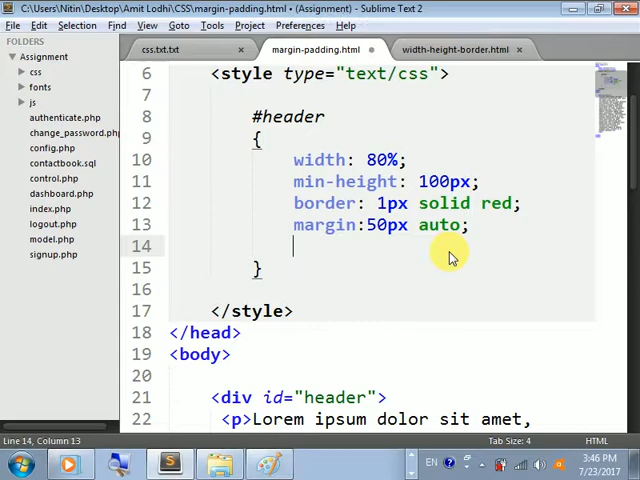 C:\Users\Nitin\Desktop\Amit Lodhi\CSS\margin-padding.html • (Assignment) - Sublime Text 2
File Edit Selection Find View Goto Tools Project Preferences Help
FOLDERS
Assignment
css
fonts
js
authenticate.php
change_password.php
config.php
contactbook.sql
control.php
dashboard.php
index.php
logout.php
model.php
signup.php
css.txt.txt × margin-padding.html • width-height-border.html ×
6 <style type="text/css">
7
8 #header
9 {
10 width: 80%;
11 min-height: 100px;
12 border: 1px solid red;
13 margin:50px auto;
14
15 }
16
17 </style>
18 </head>
19 <body>
20
21 <div id="header">
22 <p>Lorem ipsum dolor sit amet,
Line 14, Column 13 Tab Size: 4 HTML
EN 3:46 PM
7/23/2017